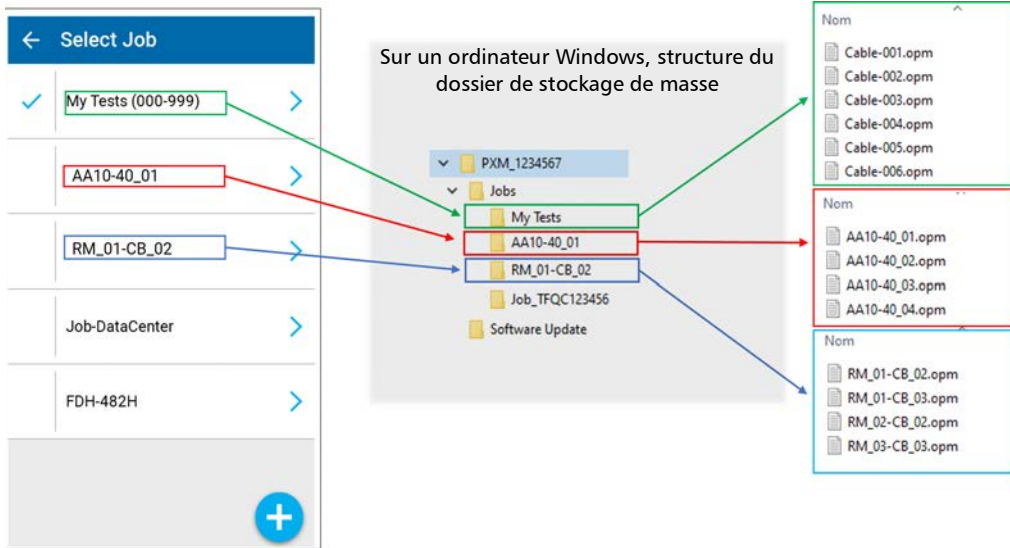 Select Job
My Tests (000-999)
AA10-40_01
RM_01-CB_02
Job-DataCenter
FDH-482H
Sur un ordinateur Windows, structure du
dossier de stockage de masse
PXM_1234567
Jobs
My Tests
AA10-40_01
RM_01-CB_02
Job_TFQC123456
Software Update
Nom
Cable-001.opm
Cable-002.opm
Cable-003.opm
Cable-004.opm
Cable-005.opm
Cable-006.opm
Nom
AA10-40_01.opm
AA10-40_02.opm
AA10-40_03.opm
AA10-40_04.opm
Nom
RM_01-CB_02.opm
RM_01-CB_03.opm
RM_02-CB_02.opm
RM_03-CB_03.opm